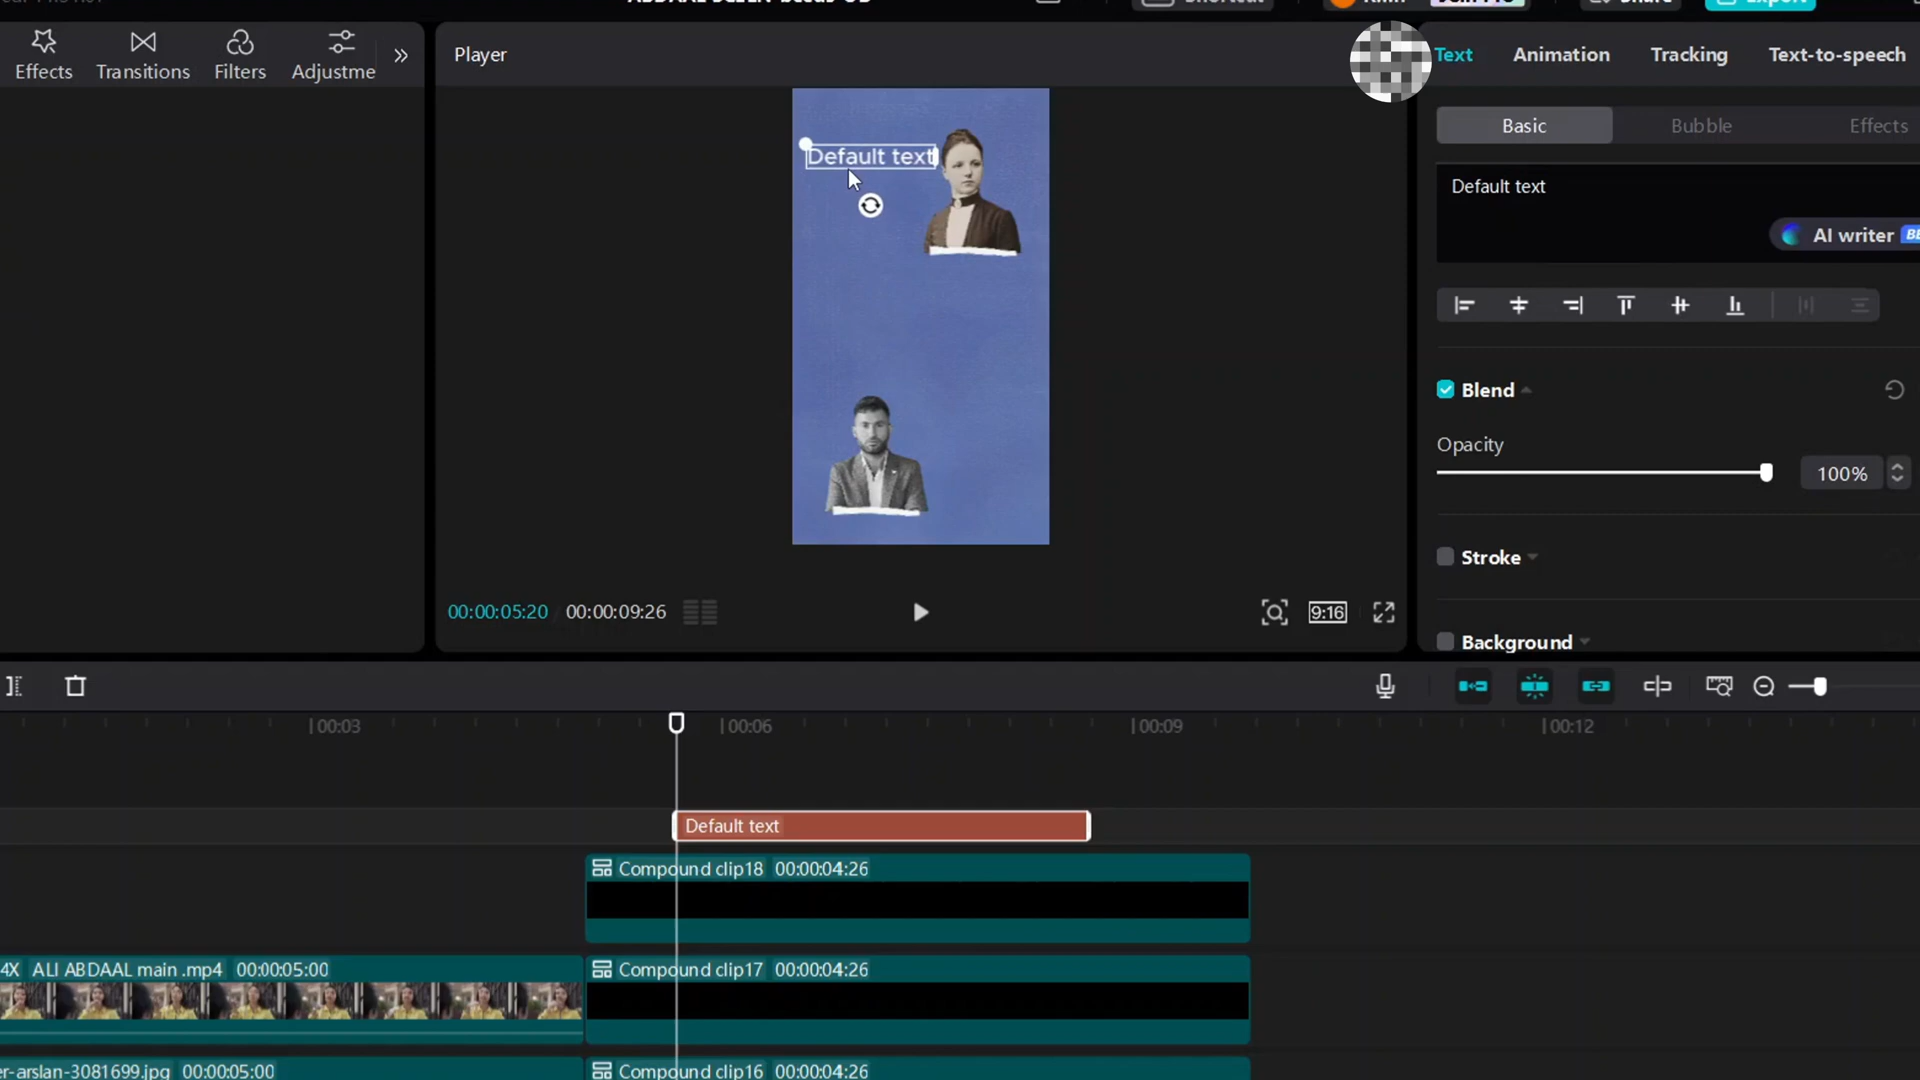 Effects
Transitions
Filters
Adjustme
Player
Text
Animation
Tracking
Text-to-speech
Default text
Basic
Bubble
Effects
Default text
AI writer
Blend
Opacity
100%
Stroke
Background
00:00:05:20
00:00:09:26
9:16
00:03
00:06
00:09
00:12
Default text
Compound clip18 00:00:04:26
4X ALI ABDAAL main .mp4 00:00:05:00
Compound clip17 00:00:04:26
er-arslan-3081699.jpg 00:00:05:00
Compound clip16 00:00:04:26